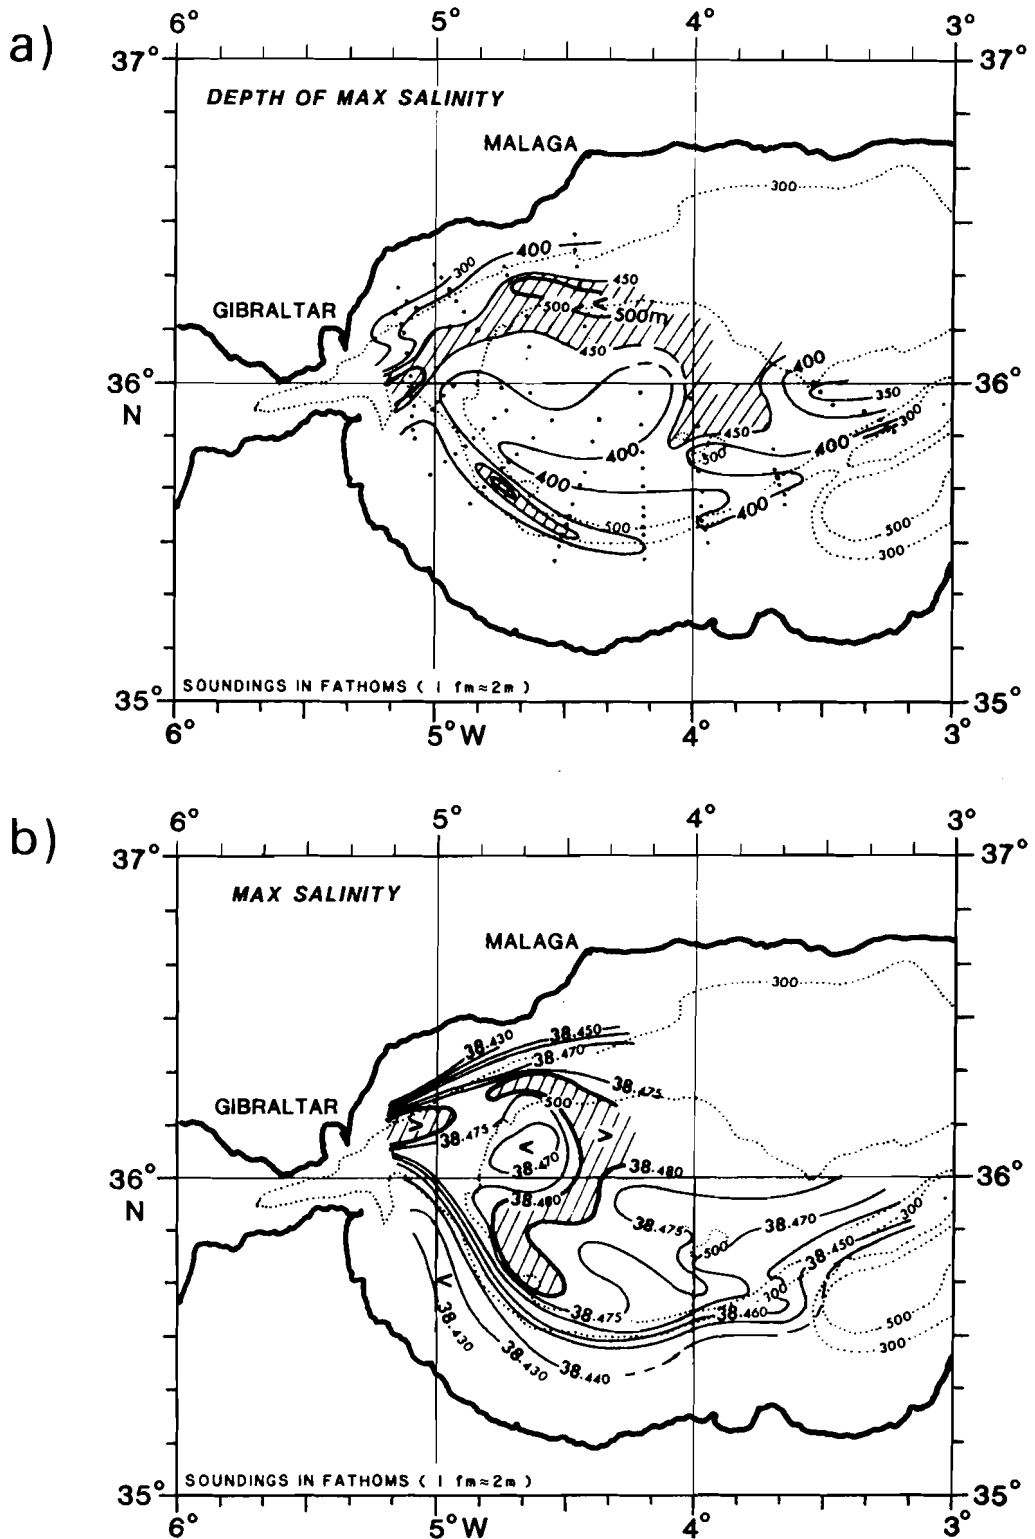 a)
6° 5° 4° 3°
37° 37°
DEPTH OF MAX SALINITY
MALAGA
300
400
300
450
GIBRALTAR
500 < 500m
450
400
36° 36°
N
350
300
450
400
400
500
400
400
500
500
300
SOUNDINGS IN FATHOMS ( 1 fm≈2m )
35° 35°
6° 5°W 4° 3°
b)
6° 5° 4° 3°
37° 37°
MAX SALINITY
MALAGA
300
38.430 38.450
38.470
38.475
GIBRALTAR
500
> 38.475 >
<
38.470
38.480
36° 36°
N
38.480
38.475 38.470
300
500 38.450
300
<
38.475 38.460
500
38.430
300
38.430 38.440
SOUNDINGS IN FATHOMS ( 1 fm≈2m )
35° 35°
6° 5°W 4° 3°